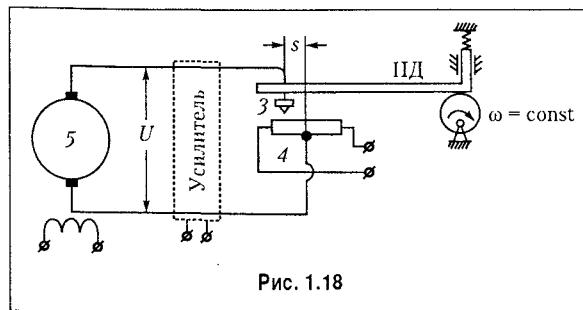 s
ПД
3
ω = const
5
U
Усилитель
4
Рис. 1.18